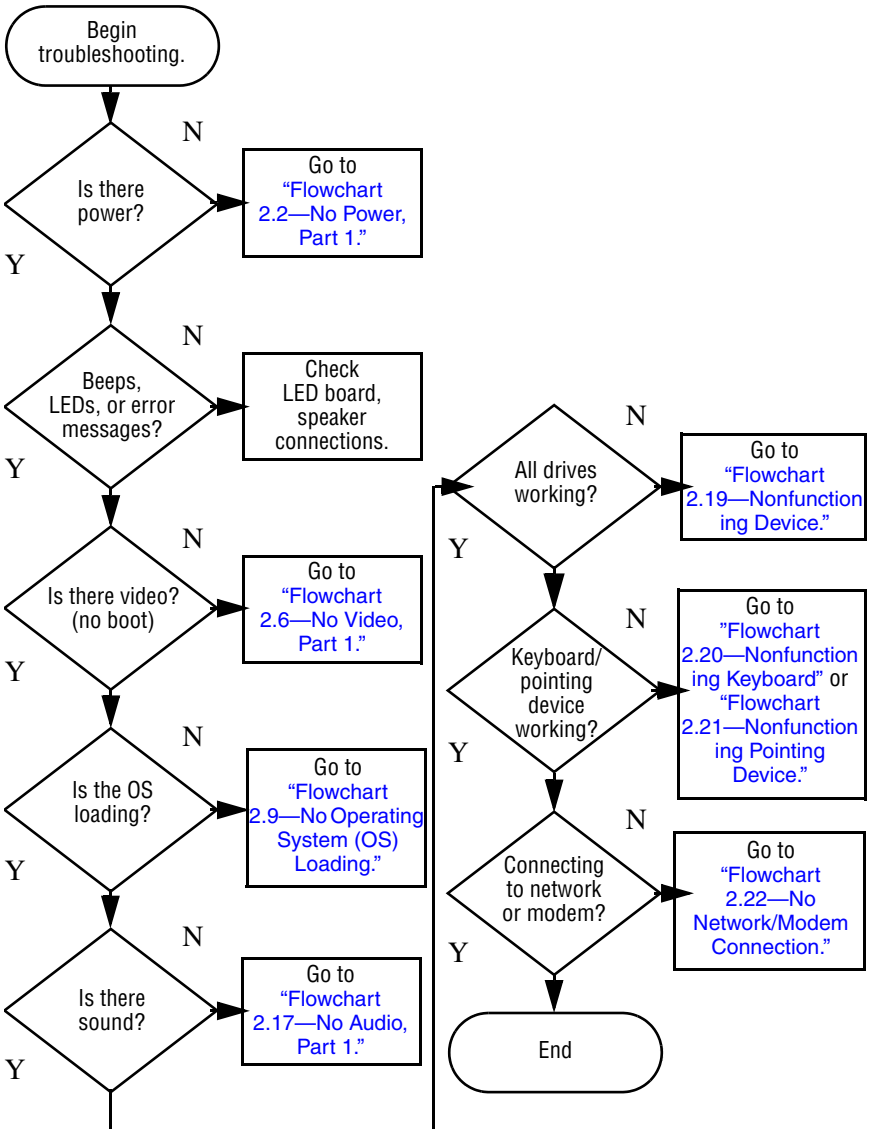 Begin
troubleshooting.
N
Is there
power?
Go to
“Flowchart
2.2—No Power,
Part 1.”
Y
N
Beeps,
LEDs, or error
messages?
Check
LED board,
speaker
connections.
Y
N
Is there video?
(no boot)
Go to
“Flowchart
2.6—No Video,
Part 1.”
Y
N
Is the OS
loading?
Go to
“Flowchart
2.9—No Operating
System (OS)
Loading.”
Y
N
Is there
sound?
Go to
“Flowchart
2.17—No Audio,
Part 1.”
Y
N
All drives
working?
Go to
“Flowchart
2.19—Nonfunction
ing Device.”
Y
N
Keyboard/
pointing
device
working?
Go to
”Flowchart
2.20—Nonfunction
ing Keyboard” or
“Flowchart
2.21—Nonfunction
ing Pointing
Device.”
Y
N
Connecting
to network
or modem?
Go to
“Flowchart
2.22—No
Network/Modem
Connection.”
Y
End